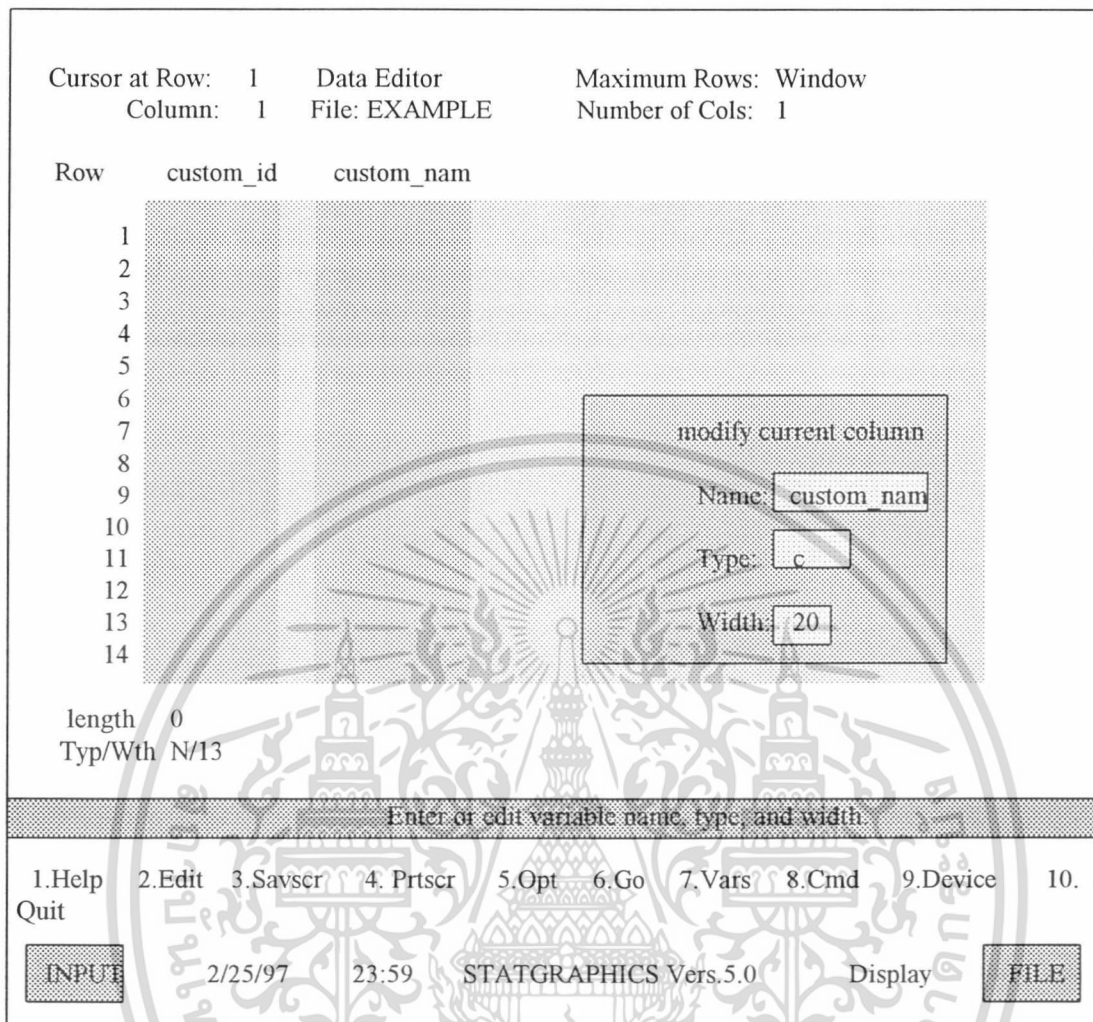 Cursor at Row: 1 Data Editor Maximum Rows: Window
Column: 1 File: EXAMPLE Number of Cols: 1
Row custom_id custom_nam
1
2
3
4
5
6
7
8
9
10
11
12
13
14
modify current column
Name: custom_nam
Type: c
Width: 20
length 0
Typ/Wth N/13
Enter or edit variable name, type, and width.
1.Help 2.Edit 3.Savscr 4. Prtscr 5.Opt 6.Go 7.Vars 8.Cmd 9.Device 10.
Quit
INPUT 2/25/97 23:59 STATGRAPHICS Vers.5.0 Display FILE